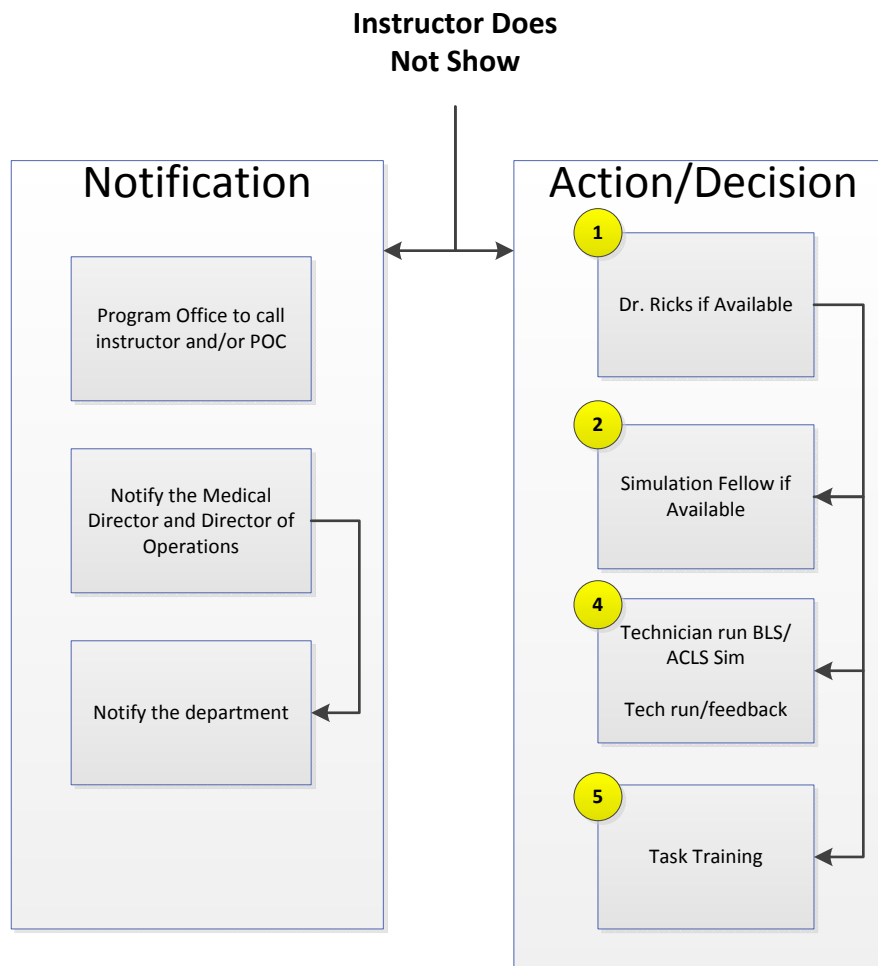 Instructor Does
Not Show
Notification
Program Office to call
instructor and/or POC
Notify the Medical
Director and Director of
Operations
Notify the department
Action/Decision
1
Dr. Ricks if Available
2
Simulation Fellow if
Available
4
Technician run BLS/
ACLS Sim
Tech run/feedback
5
Task Training